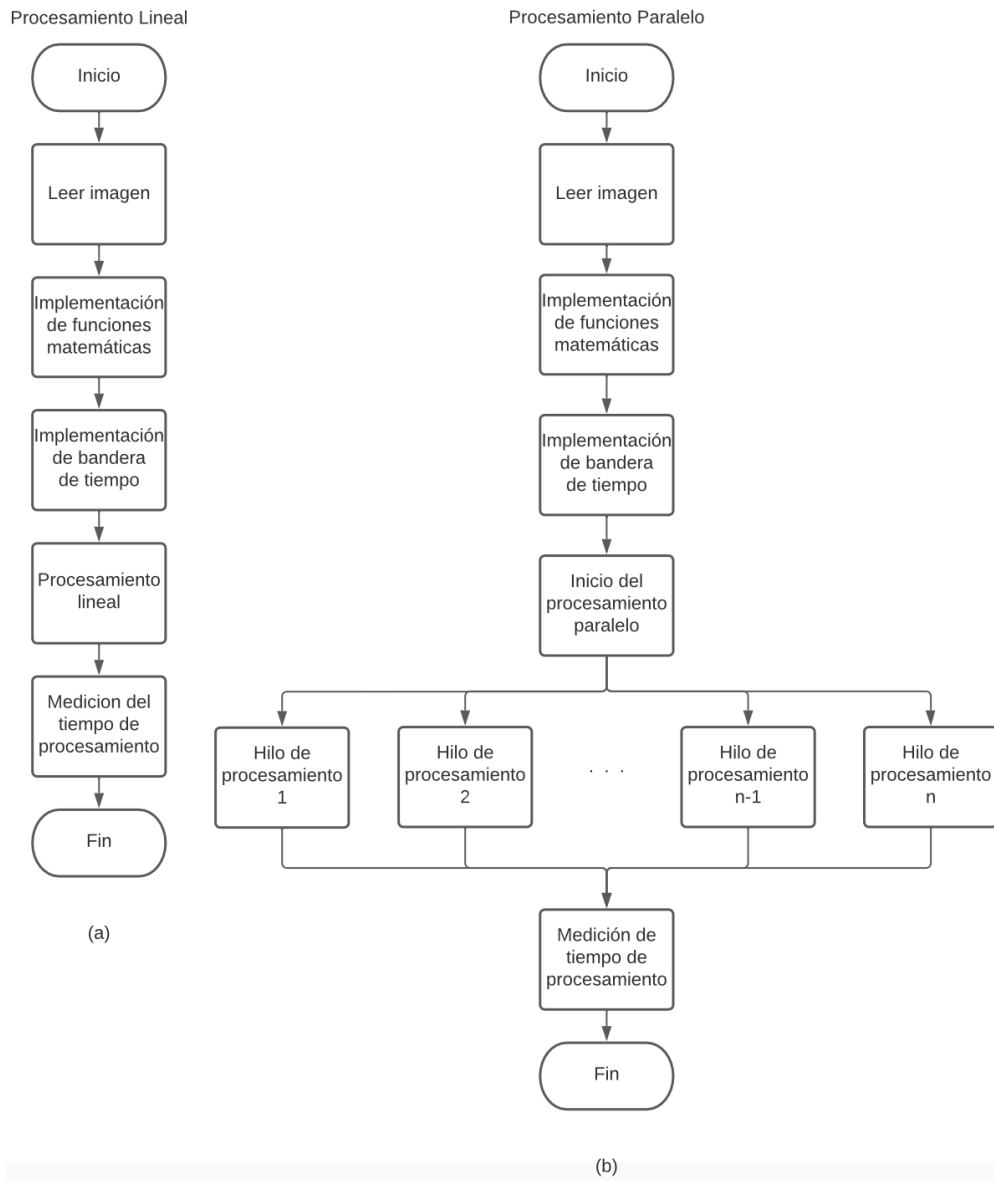 Procesamiento Lineal
Inicio
Leer imagen
Implementación
de funciones
matemáticas
Implementación
de bandera
de tiempo
Procesamiento
lineal
Medicion del
tiempo de
procesamiento
Fin
(a)
Procesamiento Paralelo
Inicio
Leer imagen
Implementación
de funciones
matemáticas
Implementación
de bandera
de tiempo
Inicio del
procesamiento
paralelo
Hilo de
procesamiento
1
Hilo de
procesamiento
2
. . .
Hilo de
procesamiento
n-1
Hilo de
procesamiento
n
Medición de
tiempo de
procesamiento
Fin
(b)